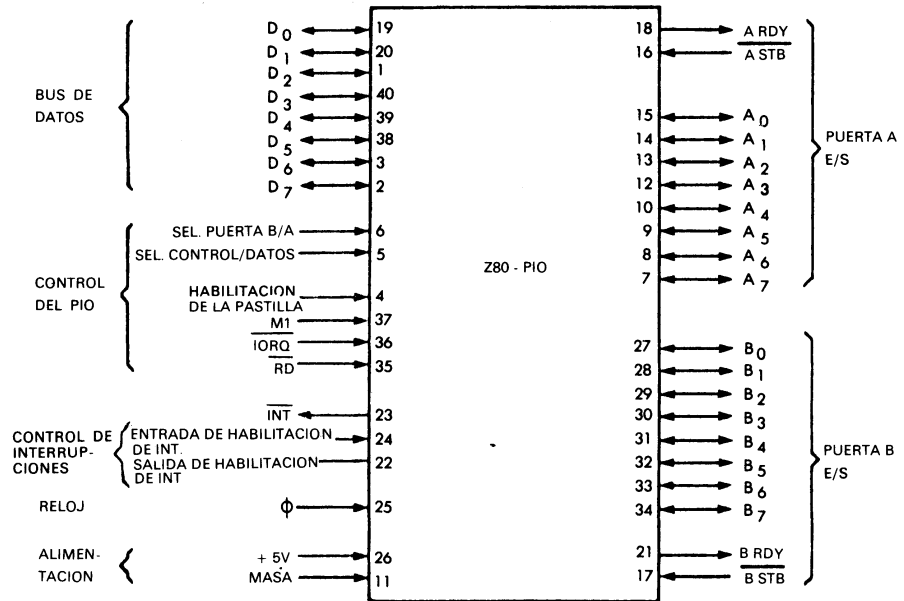 BUS DE
DATOS
D0 19
D1 20
D2 1
D3 40
D4 39
D5 38
D6 3
D7 2
CONTROL
DEL PIO
SEL. PUERTA B/A 6
SEL. CONTROL/DATOS 5
HABILITACION
DE LA PASTILLA 4
M1 37
IORQ 36
RD 35
CONTROL DE
INTERRUP-
CIONES
INT 23
ENTRADA DE HABILITACION
DE INT. 24
SALIDA DE HABILITACION
DE INT 22
RELOJ
ϕ 25
ALIMEN-
TACION
+ 5V 26
MASA 11
Z80 - PIO
18 A RDY
16 A STB
15 A0
14 A1
13 A2
12 A3
10 A4
9 A5
8 A6
7 A7
PUERTA A
E/S
27 B0
28 B1
29 B2
30 B3
31 B4
32 B5
33 B6
34 B7
21 B RDY
17 B STB
PUERTA B
E/S